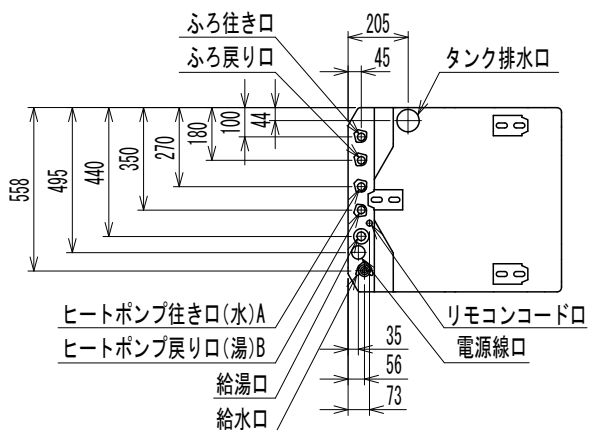 ふろ往き口
ふろ戻り口
205
45
タンク排水口
44
100
180
270
350
440
495
558
ヒートポンプ往き口(水)A
ヒートポンプ戻り口(湯)B
給湯口
給水口
35
56
73
リモコンコード口
電源線口